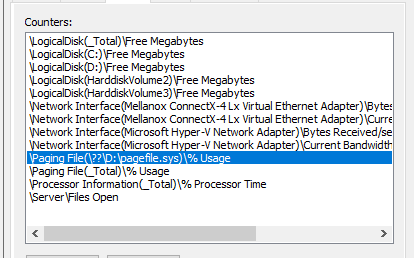 Counters:
\LogicalDisk(_Total)\Free Megabytes
\LogicalDisk(C:)\Free Megabytes
\LogicalDisk(D:)\Free Megabytes
\LogicalDisk(HarddiskVolume2)\Free Megabytes
\LogicalDisk(HarddiskVolume3)\Free Megabytes
\Network Interface(Mellanox ConnectX-4 Lx Virtual Ethernet Adapter)\Bytes
\Network Interface(Mellanox ConnectX-4 Lx Virtual Ethernet Adapter)\Curre
\Network Interface(Microsoft Hyper-V Network Adapter)\Bytes Received/se
\Network Interface(Microsoft Hyper-V Network Adapter)\Current Bandwidth
\Paging File(\??\D:\pagefile.sys)\% Usage
\Paging File(_Total)\% Usage
\Processor Information(_Total)\% Processor Time
\Server\Files Open